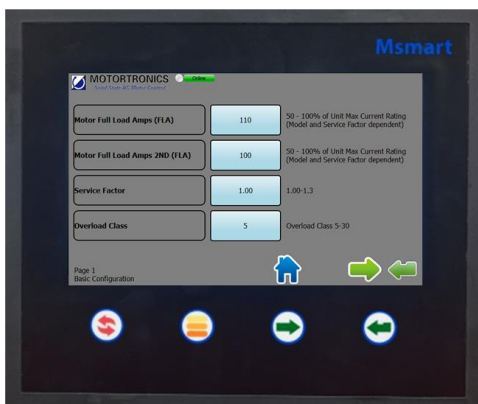 Msmart
MOTORTRONICS Online
Solid State AC Motor Control
Motor Full Load Amps (FLA) 110 50 - 100% of Unit Max Current Rating
(Model and Service Factor dependent)
Motor Full Load Amps 2ND (FLA) 100 50 - 100% of Unit Max Current Rating
(Model and Service Factor dependent)
Service Factor 1.00 1.00-1.3
Overload Class 5 Overload Class 5-30
Page 1
Basic Configuration